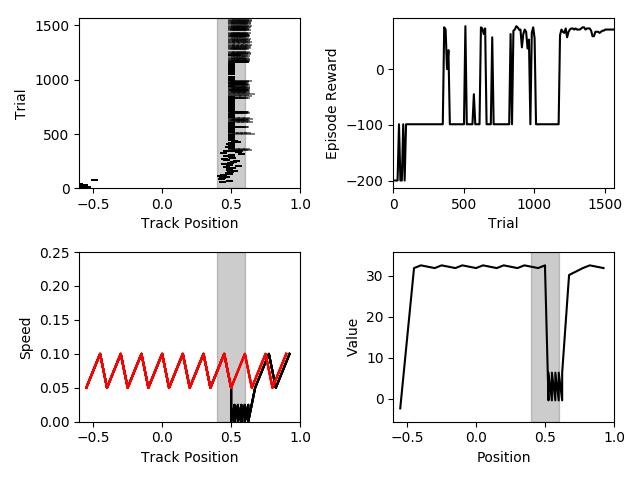 1500
1000
500
0
Trial
−0.5 0.0 0.5 1.0
Track Position
0
−100
−200
Episode Reward
0 500 1000 1500
Trial
0.25
0.20
0.15
0.10
0.05
0.00
Speed
−0.5 0.0 0.5 1.0
Track Position
30
20
10
0
Value
−0.5 0.0 0.5 1.0
Position